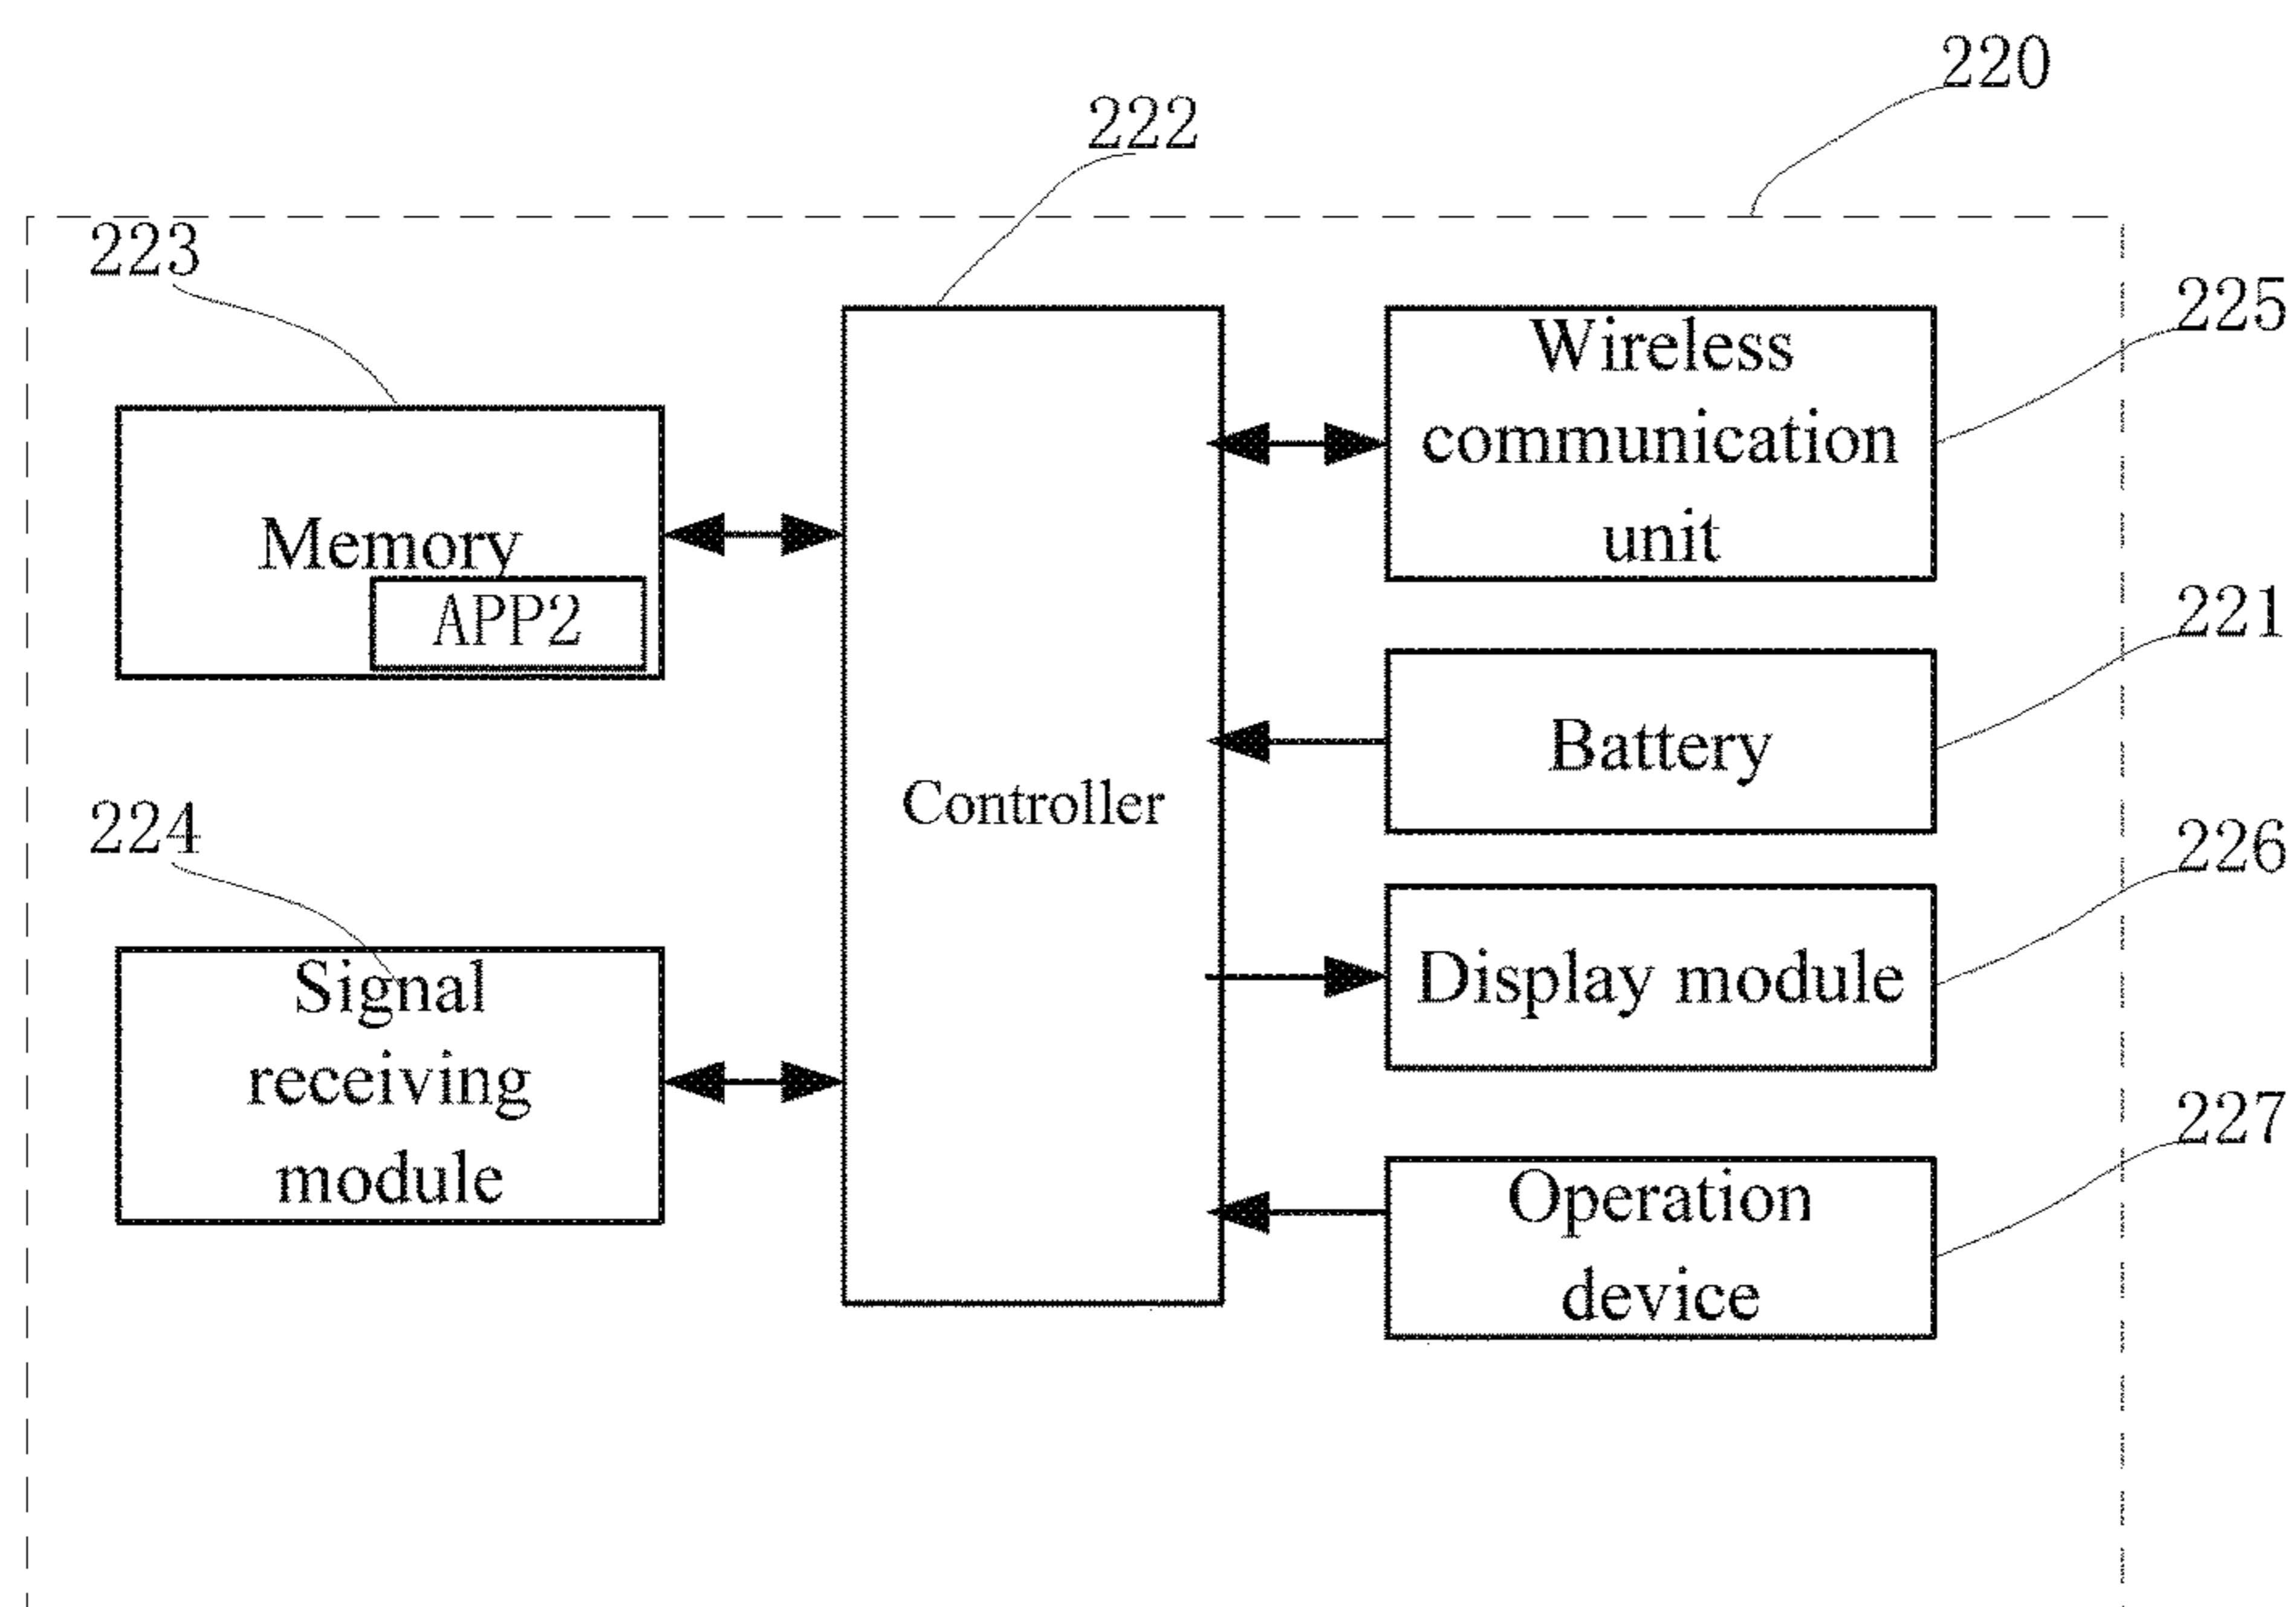 220
222
223
225
Wireless
communication
unit
Memory
APP2
221
Battery
Controller
224
226
Display module
Signal
receiving
module
227
Operation
device